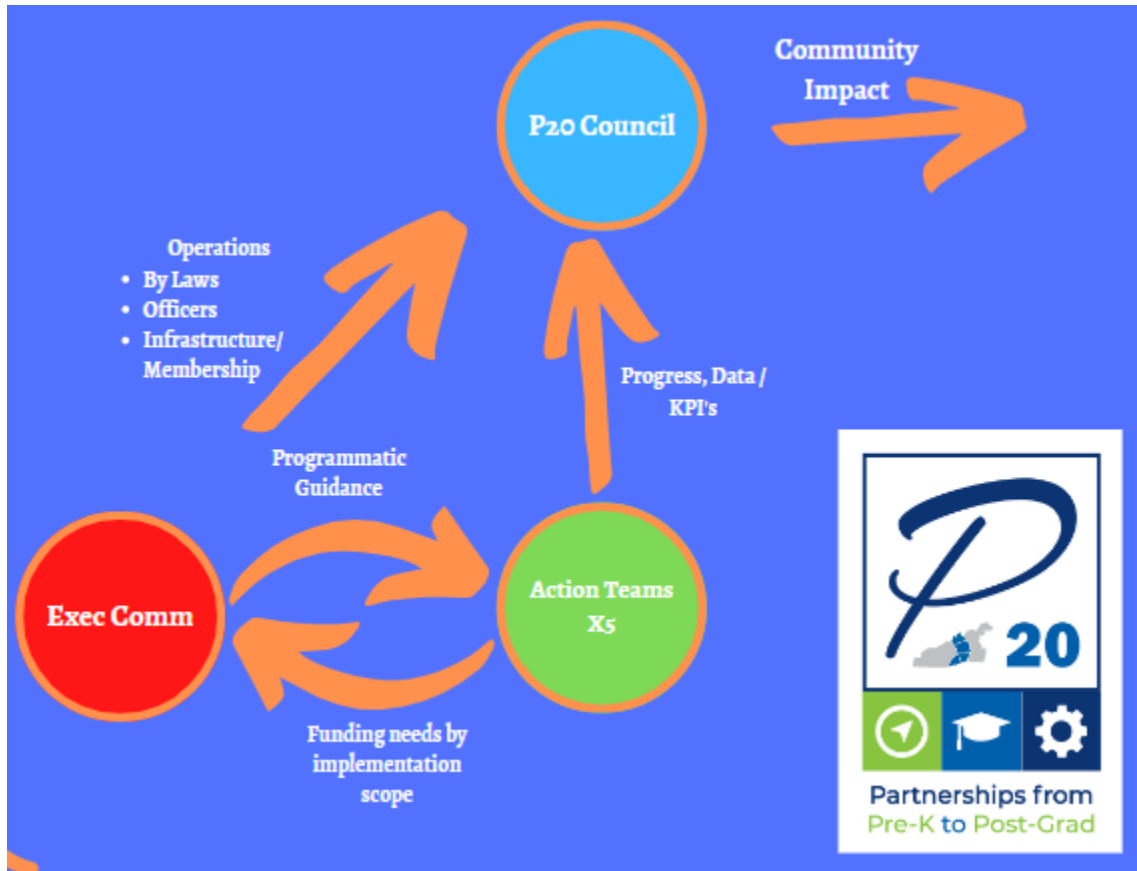 Community
Impact
P20 Council
Operations
• By Laws
• Officers
• Infrastructure/
Membership
Progress, Data /
KPI's
Programmatic
Guidance
Exec Comm
Action Teams
X5
Funding needs by
implementation
scope
P
20
Partnerships from
Pre-K to Post-Grad